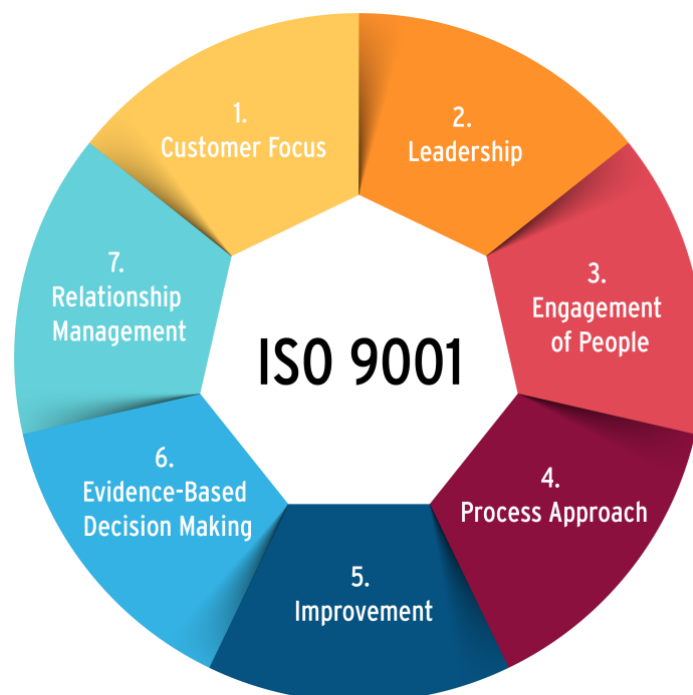 1.
Customer Focus
2.
Leadership
3.
Engagement
of People
4.
Process Approach
5.
Improvement
6.
Evidence-Based
Decision Making
7.
Relationship
Management
ISO 9001